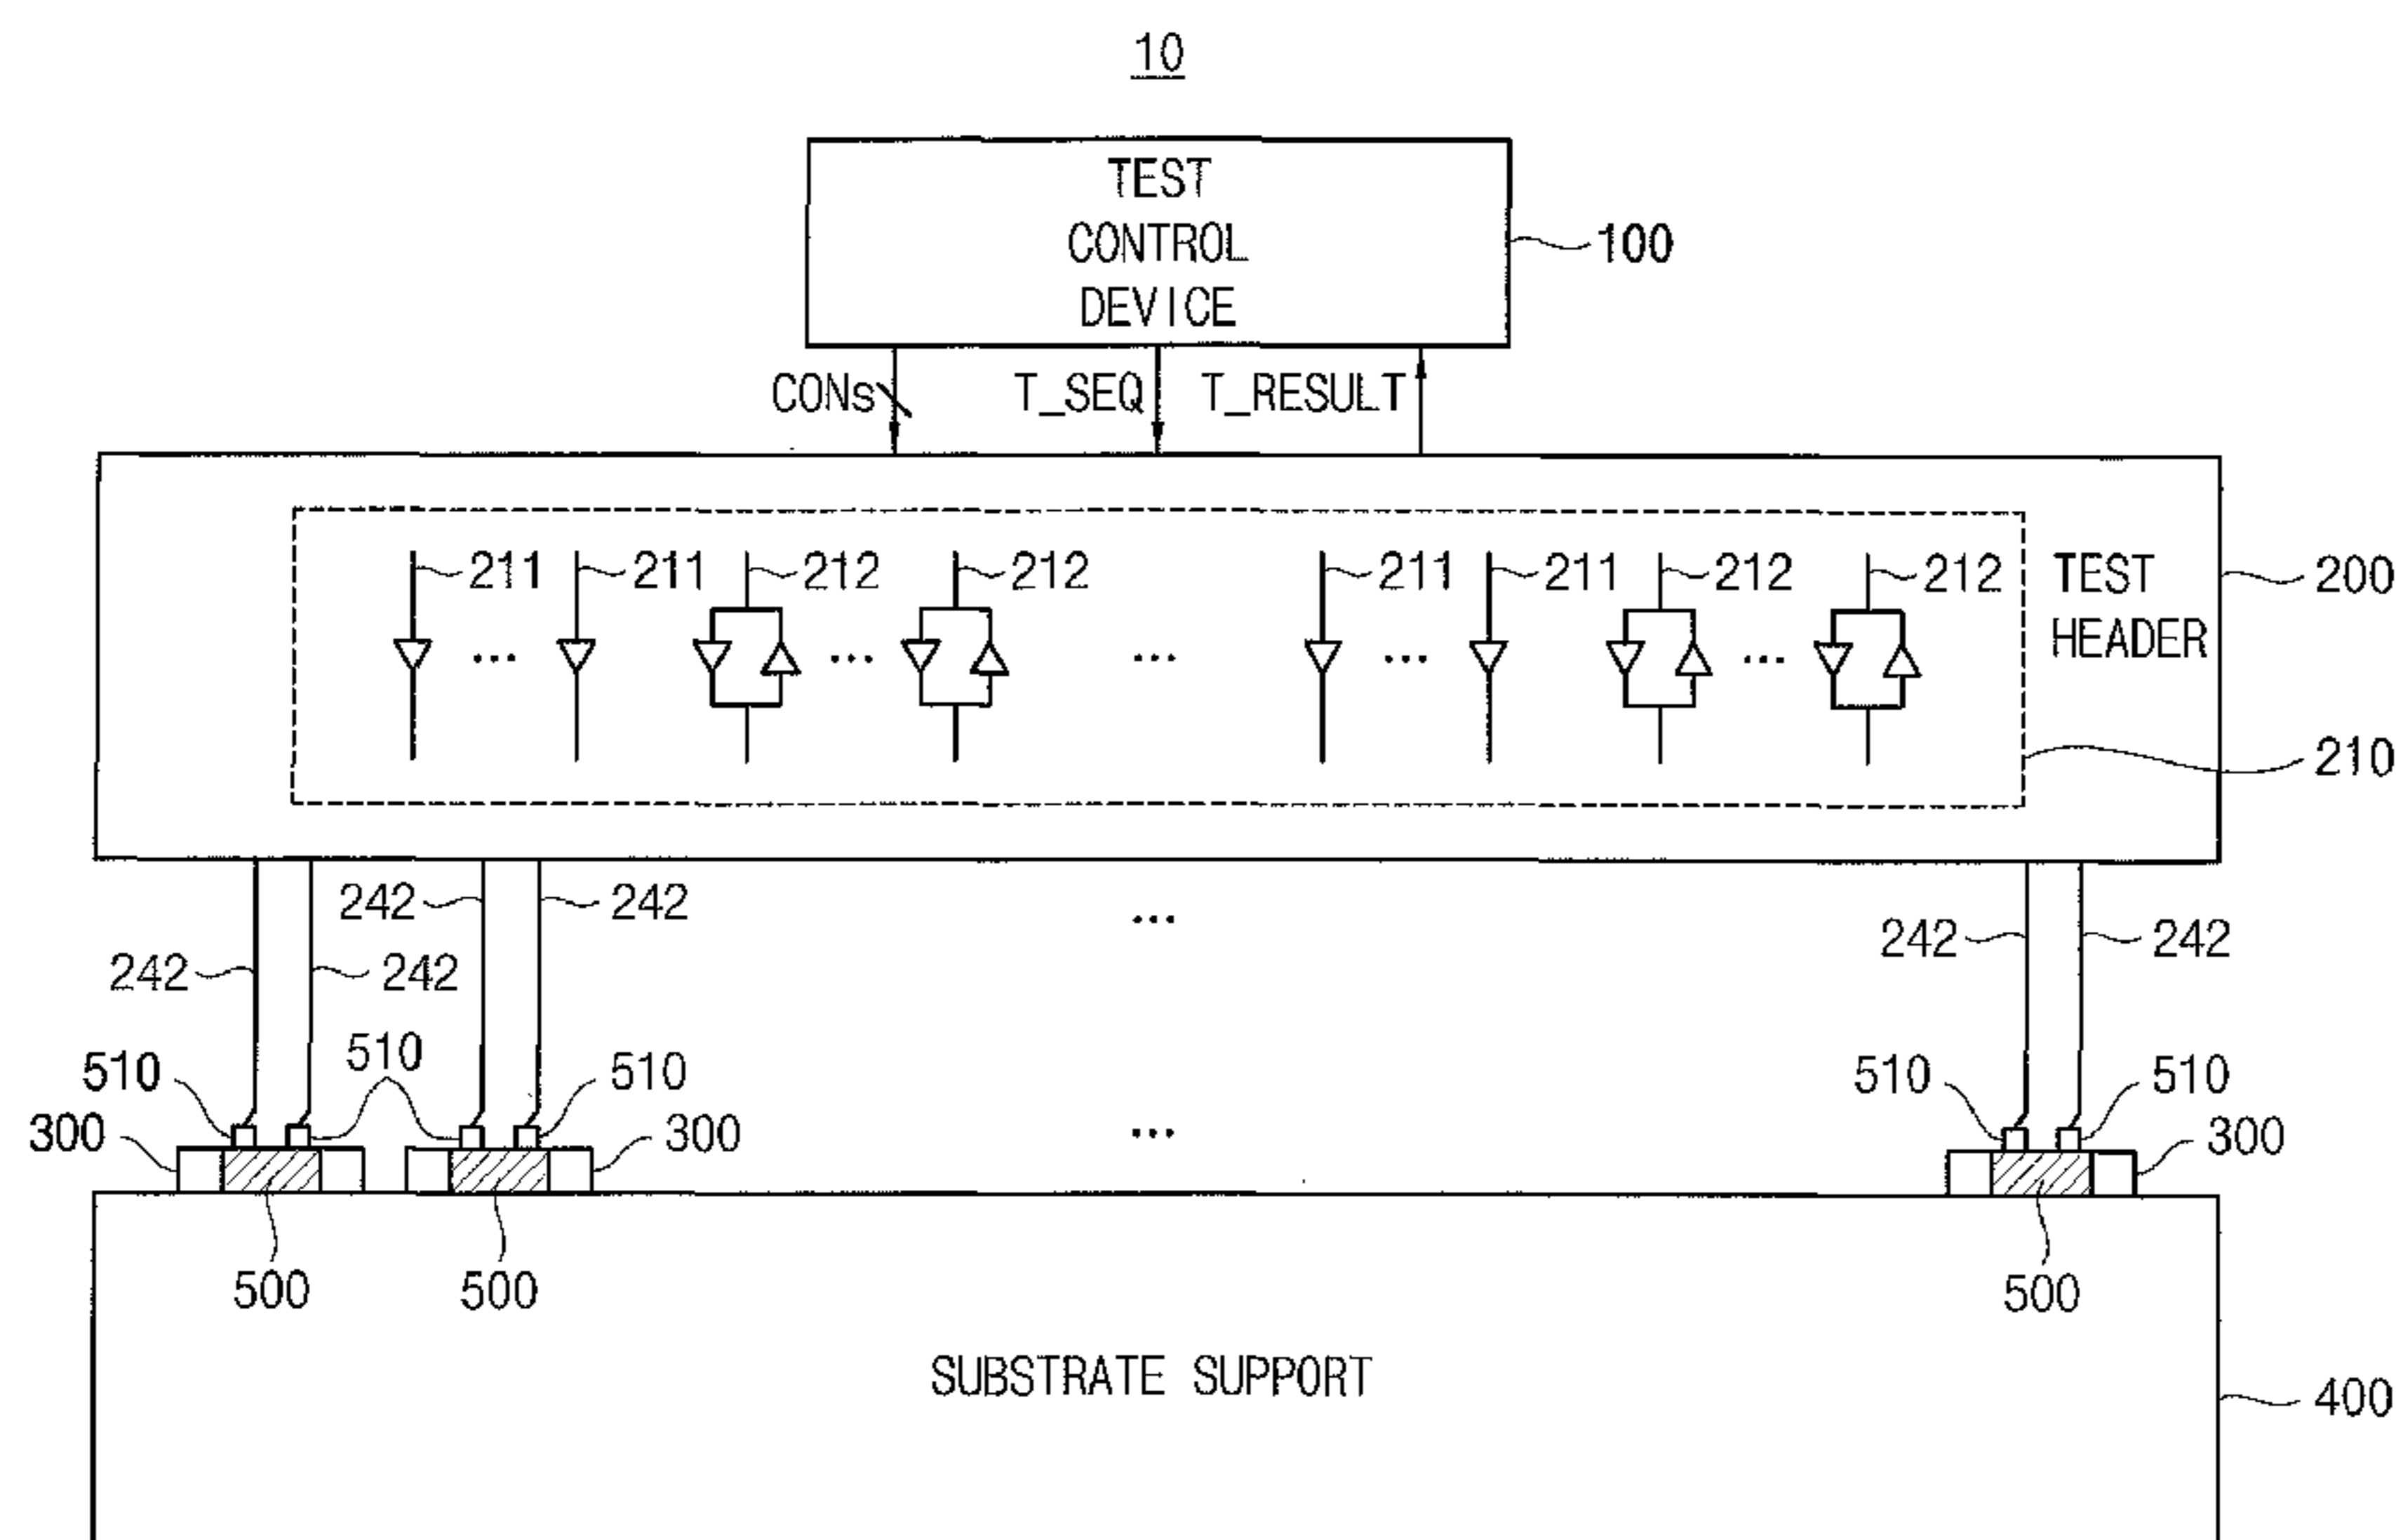 10
TEST
CONTROL
DEVICE
100
CONs T_SEQ T_RESULT
211 211 212 212 211 211 212 212
TEST
HEADER
200
210
242 242
242 242
242 242
510 510 510
510 510
300 300
300
500 500
500
SUBSTRATE SUPPORT
400